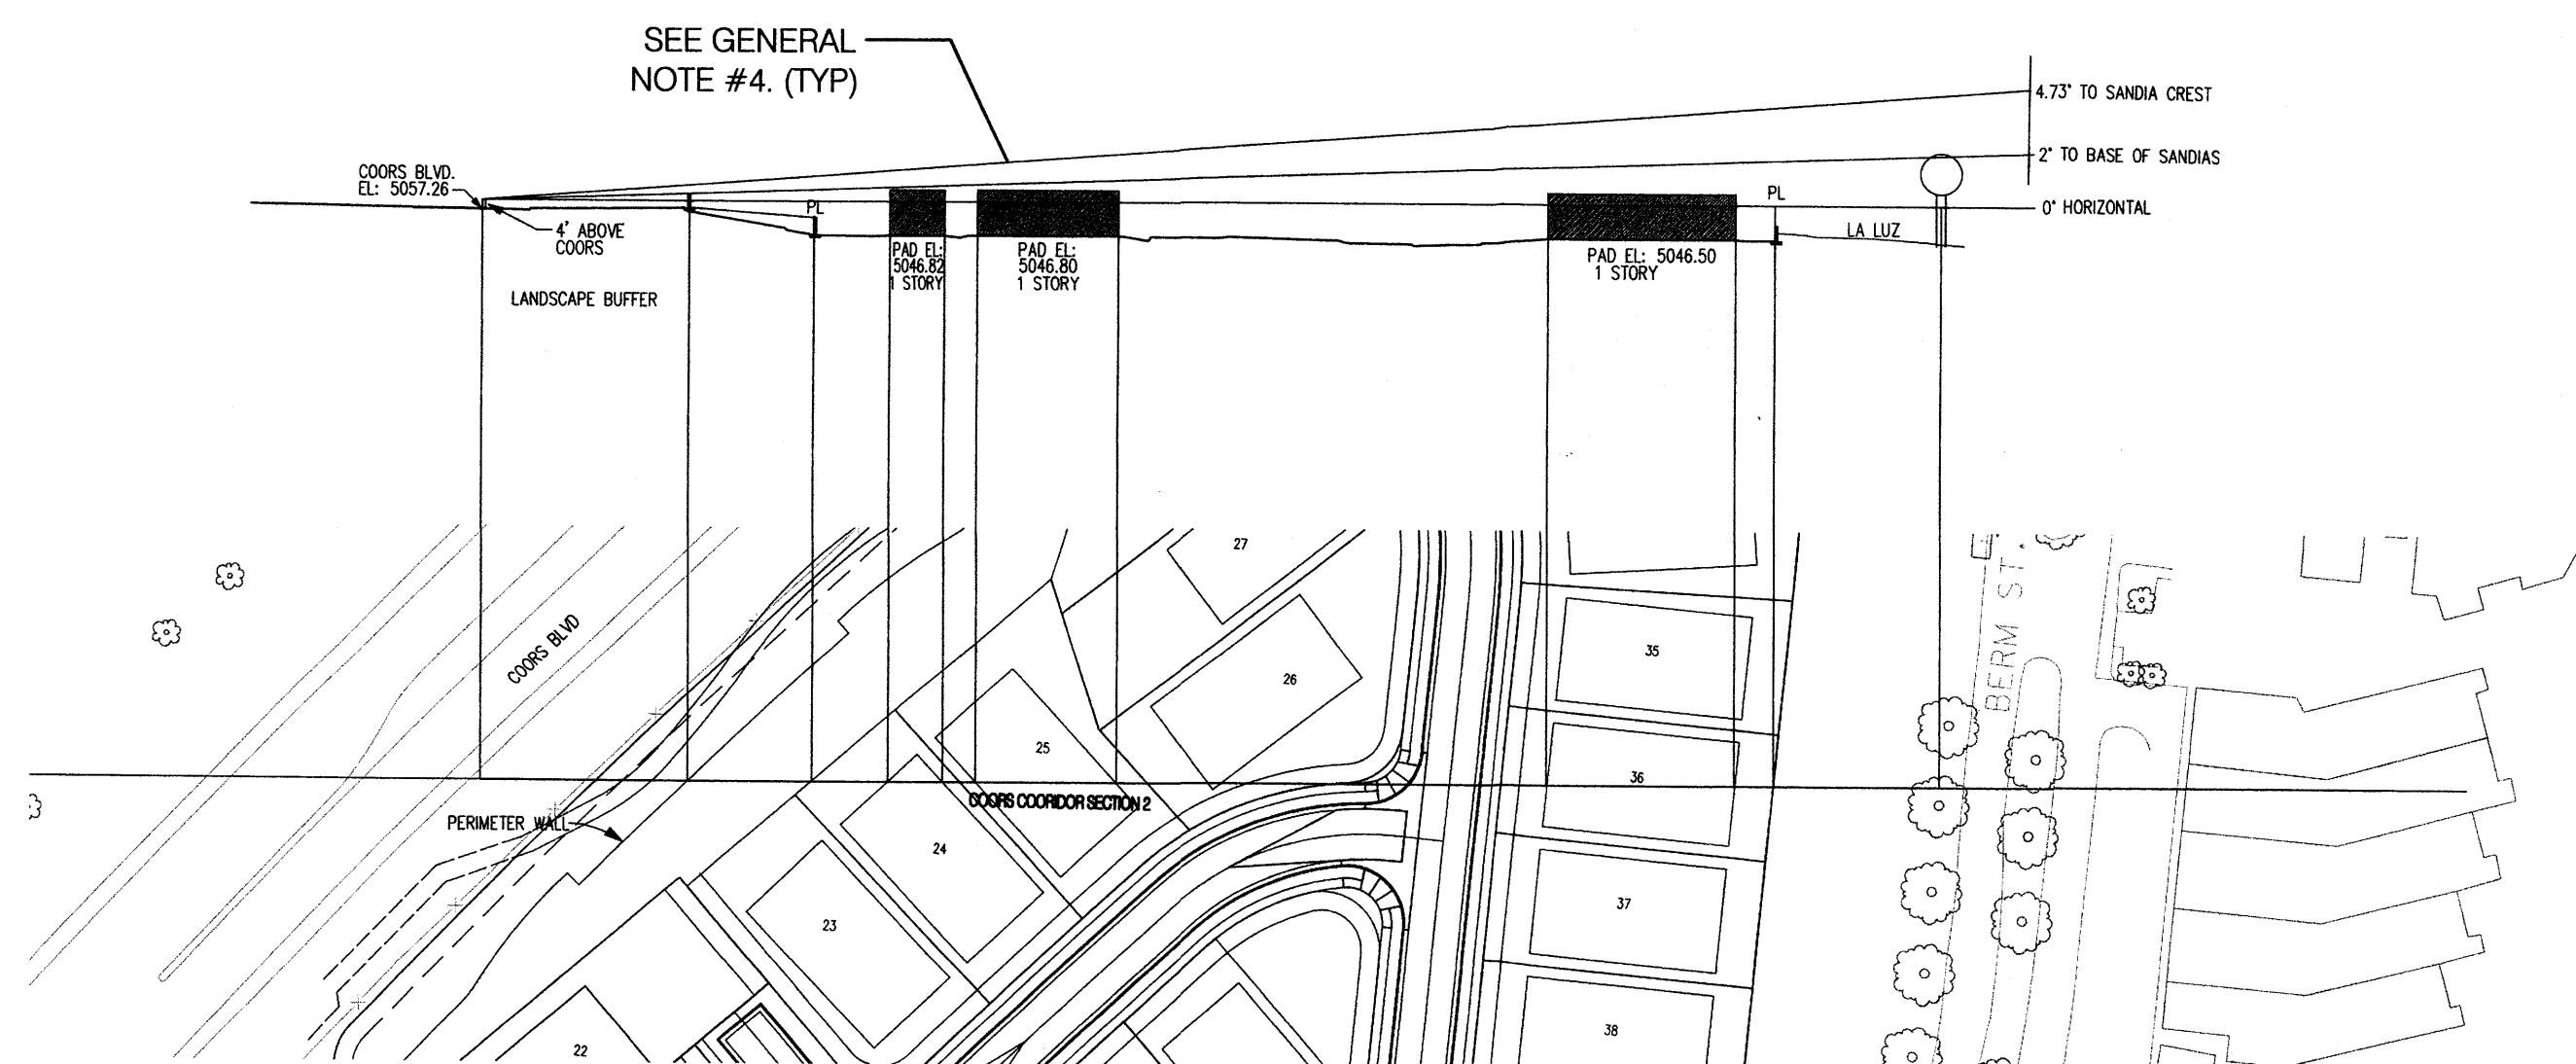 SEE GENERAL
NOTE #4. (TYP)
4.73° TO SANDIA CREST
2° TO BASE OF SANDIAS
COORS BLVD.
EL: 5057.26
PL
PL
0° HORIZONTAL
4' ABOVE
COORS
LA LUZ
PAD EL:
5046.82
1 STORY
PAD EL:
5046.80
1 STORY
PAD EL: 5046.50
1 STORY
LANDSCAPE BUFFER
27
COORS BLVD
BERM ST.
35
26
25
36
COORS COORIDOR SECTION 2
PERIMETER WALL
24
37
23
38
22